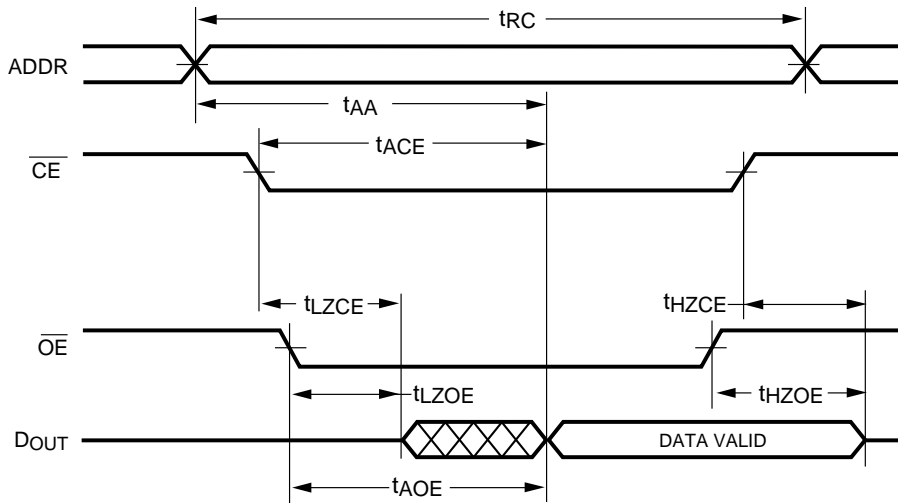 tRC
ADDR
tAA
tACE
CE
tLZCE
tHZCE
OE
tLZOE
tHZOE
DOUT
DATA VALID
tAOE